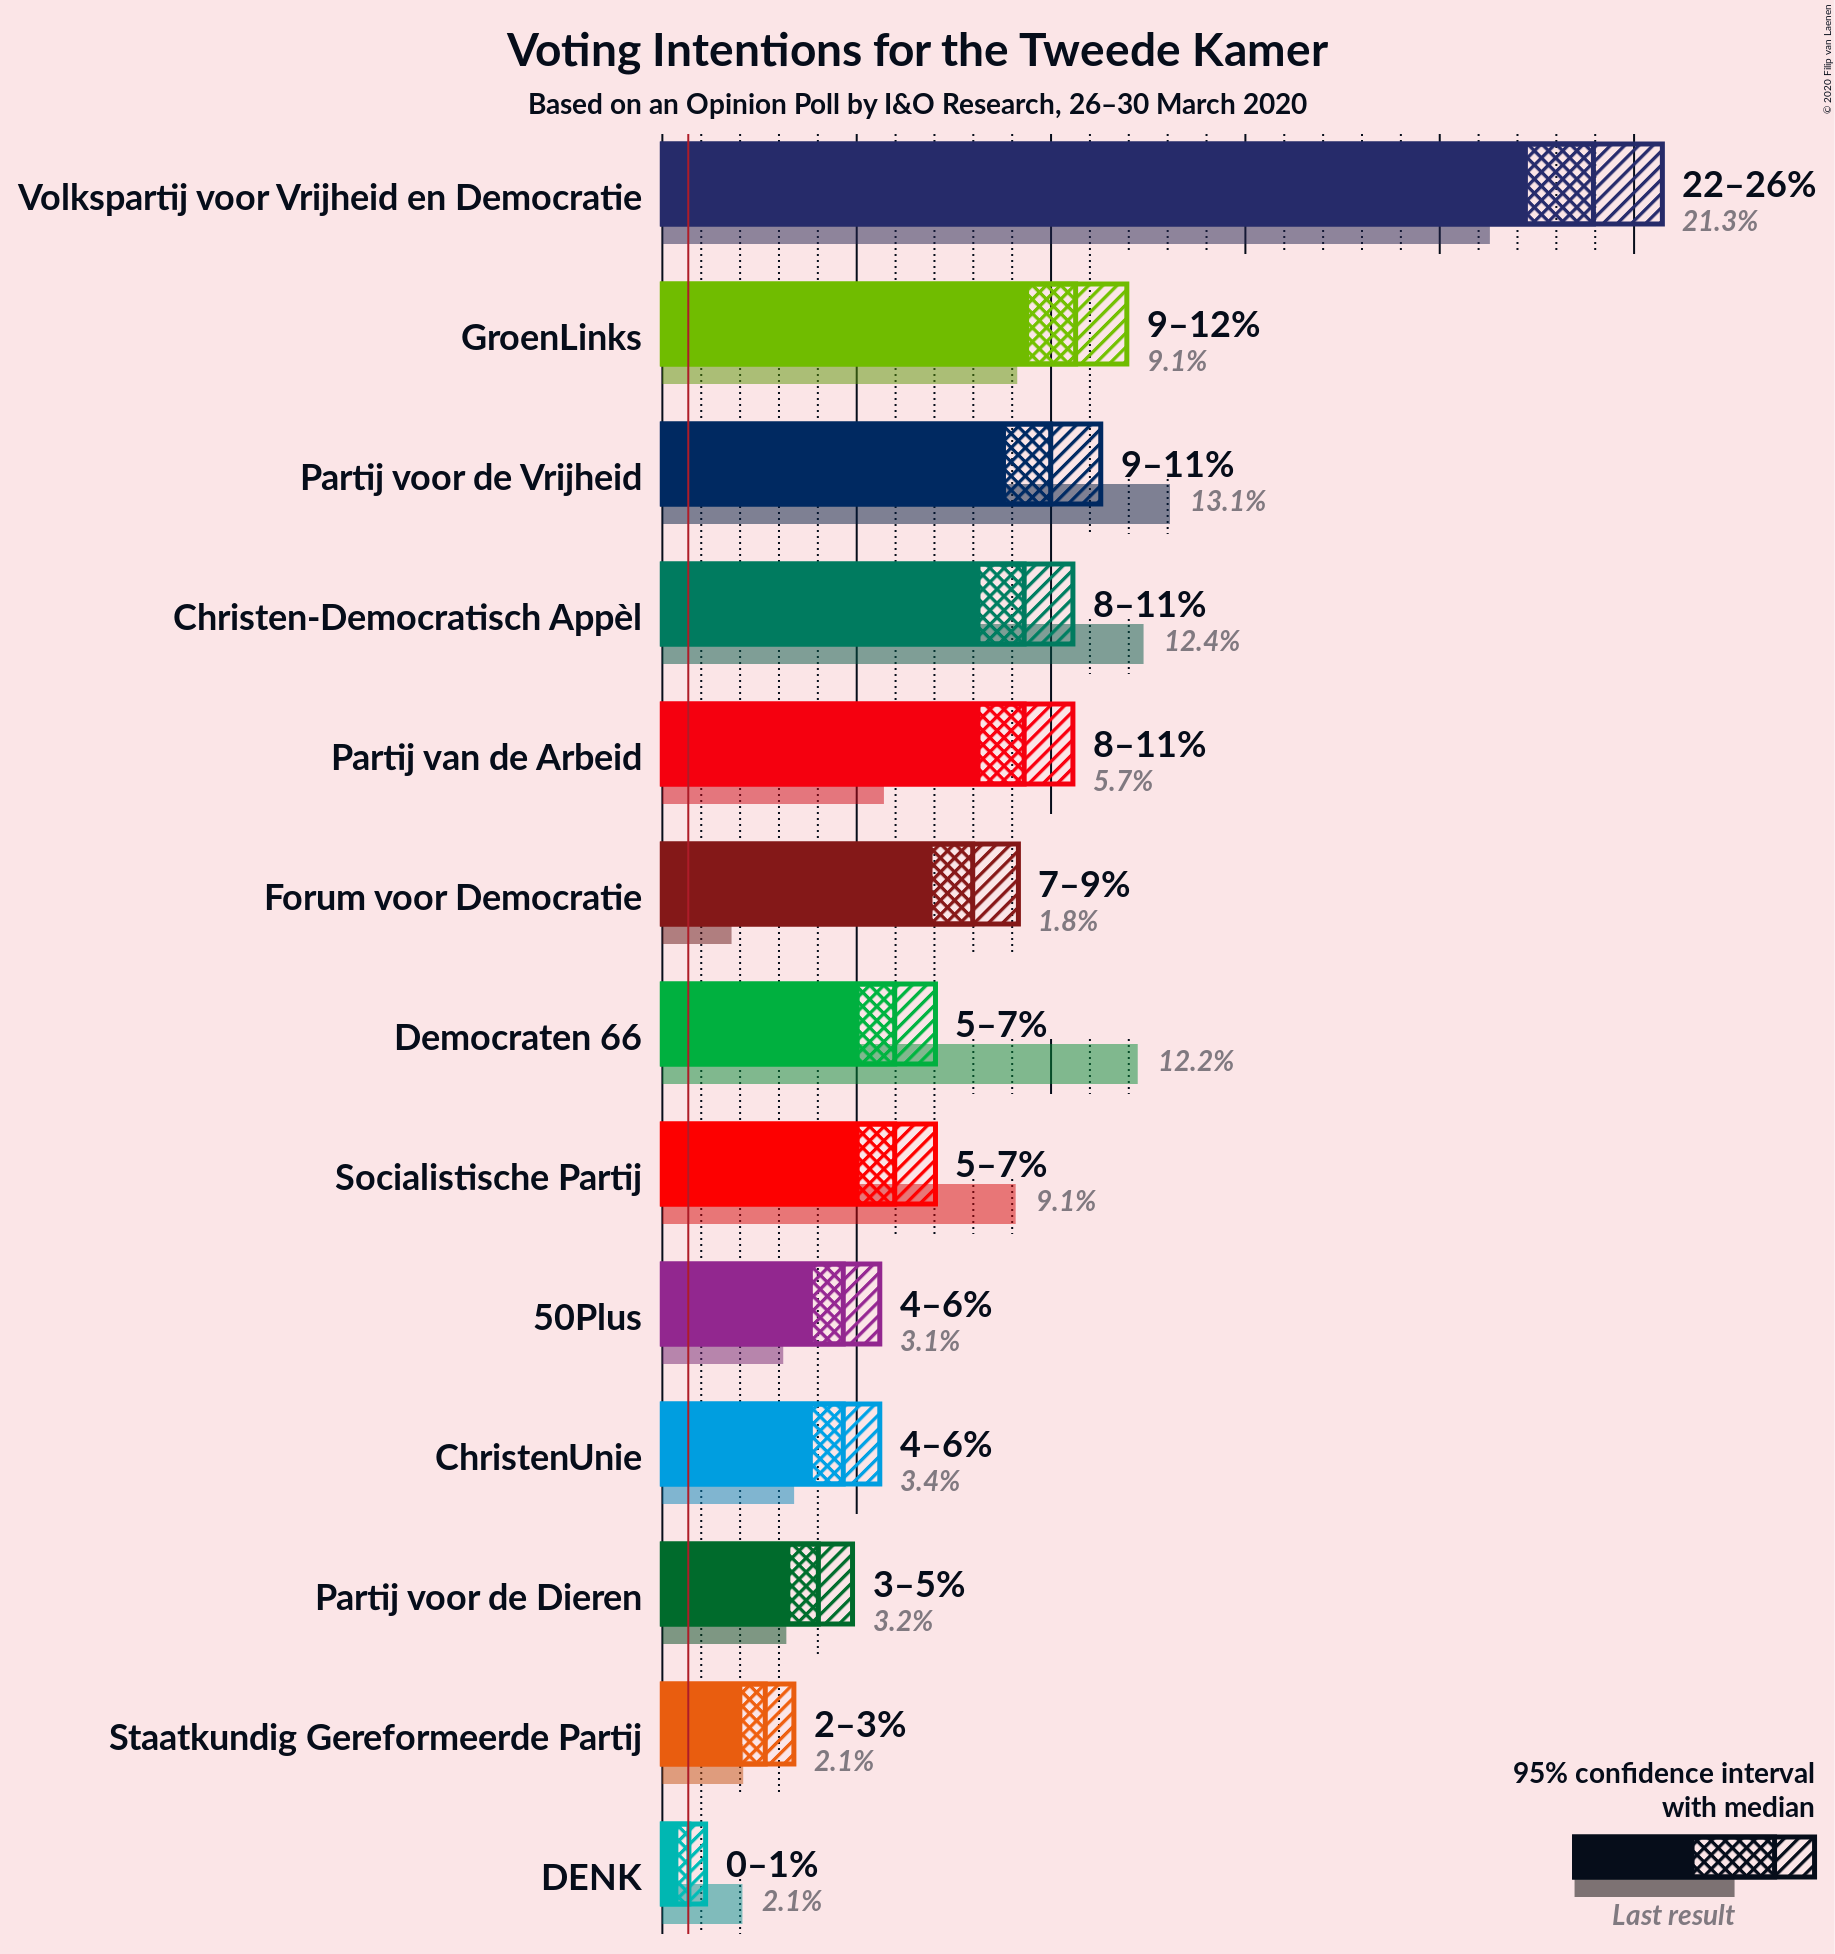 Voting Intentions for the Tweede Kamer
Based on an Opinion Poll by I&O Research, 26–30 March 2020
© 2020 Filip van Laenen
Volkspartij voor Vrijheid en Democratie
22–26%
21.3%
GroenLinks
9–12%
9.1%
Partij voor de Vrijheid
9–11%
13.1%
Christen-Democratisch Appèl
8–11%
12.4%
Partij van de Arbeid
8–11%
5.7%
Forum voor Democratie
7–9%
1.8%
Democraten 66
5–7%
12.2%
Socialistische Partij
5–7%
9.1%
50Plus
4–6%
3.1%
ChristenUnie
4–6%
3.4%
Partij voor de Dieren
3–5%
3.2%
Staatkundig Gereformeerde Partij
2–3%
2.1%
DENK
0–1%
2.1%
95% confidence interval
with median
Last result